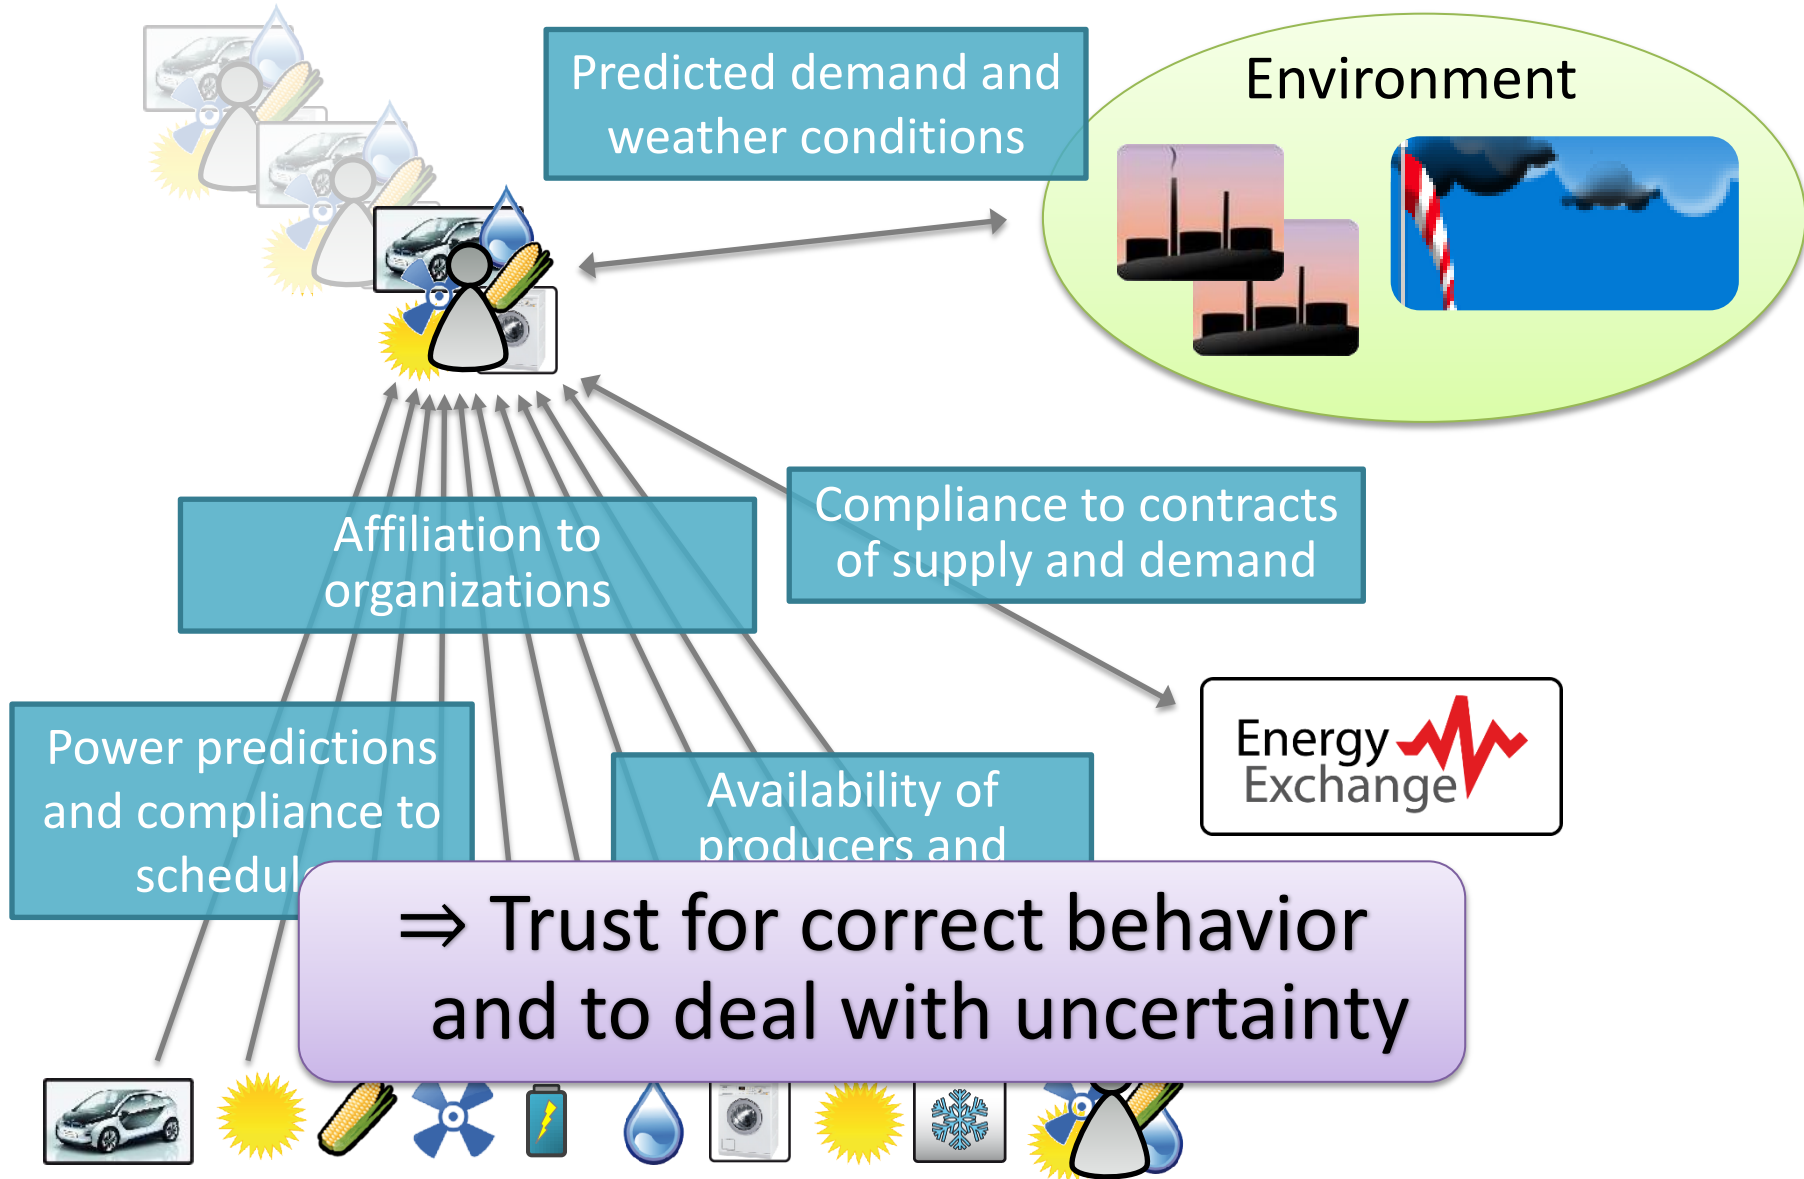 Predicted demand and
weather conditions
Environment
Affiliation to
organizations
Compliance to contracts
of supply and demand
Power predictions
and compliance to
Availability of
producers and
Energy
Exchange
⇒ Trust for correct behavior
and to deal with uncertainty